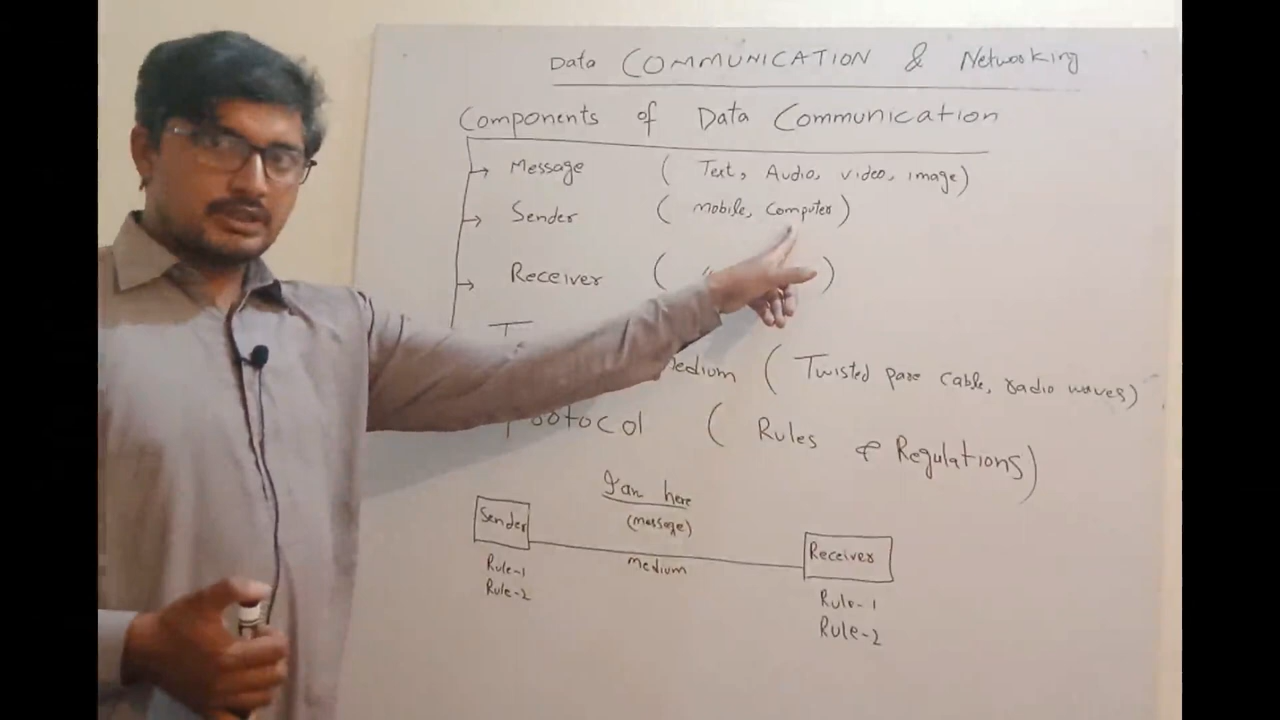 Data COMMUNICATION & Networking
Components of Data Communication
Message ( Text, Audio, video, image)
Sender ( mobile, Computer)
Receiver ( " )
T
Medium ( Twisted pare Cable, radio waves)
Protocol ( Rules & Regulations)
I am here
(message)
Sender
medium
Receiver
Rule-1
Rule-2
Rule-1
Rule-2